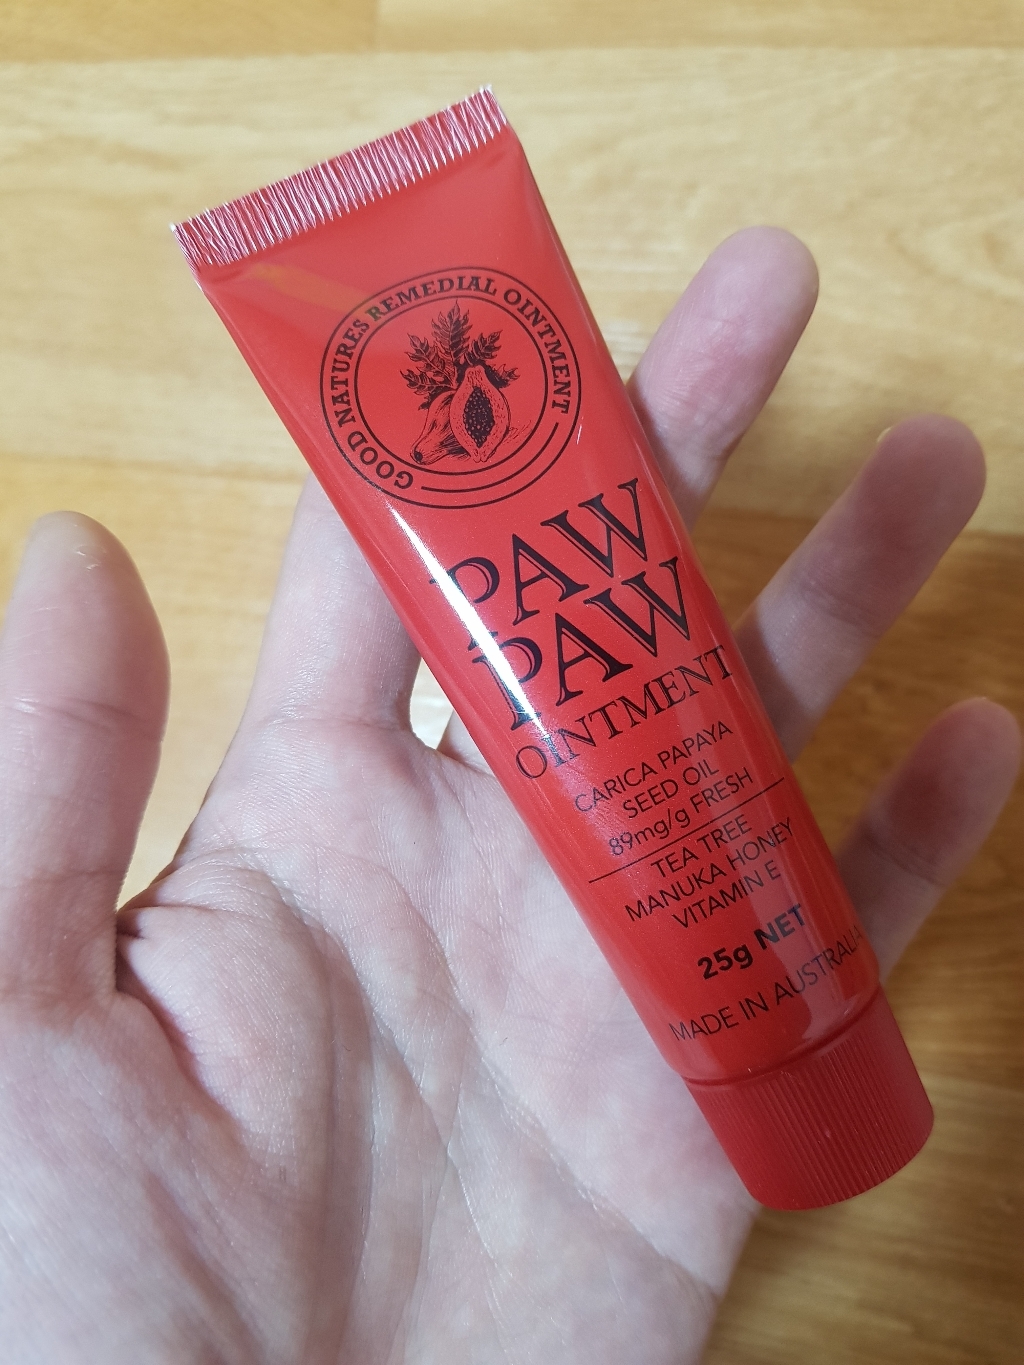 GOOD NATURES REMEDIAL OINTMENT
PAW
PAW
OINTMENT
CARICA PAPAYA
SEED OIL
89mg/g FRESH
TEA TREE
MANUKA HONEY
VITAMIN E
25g NET
MADE IN AUSTRALIA